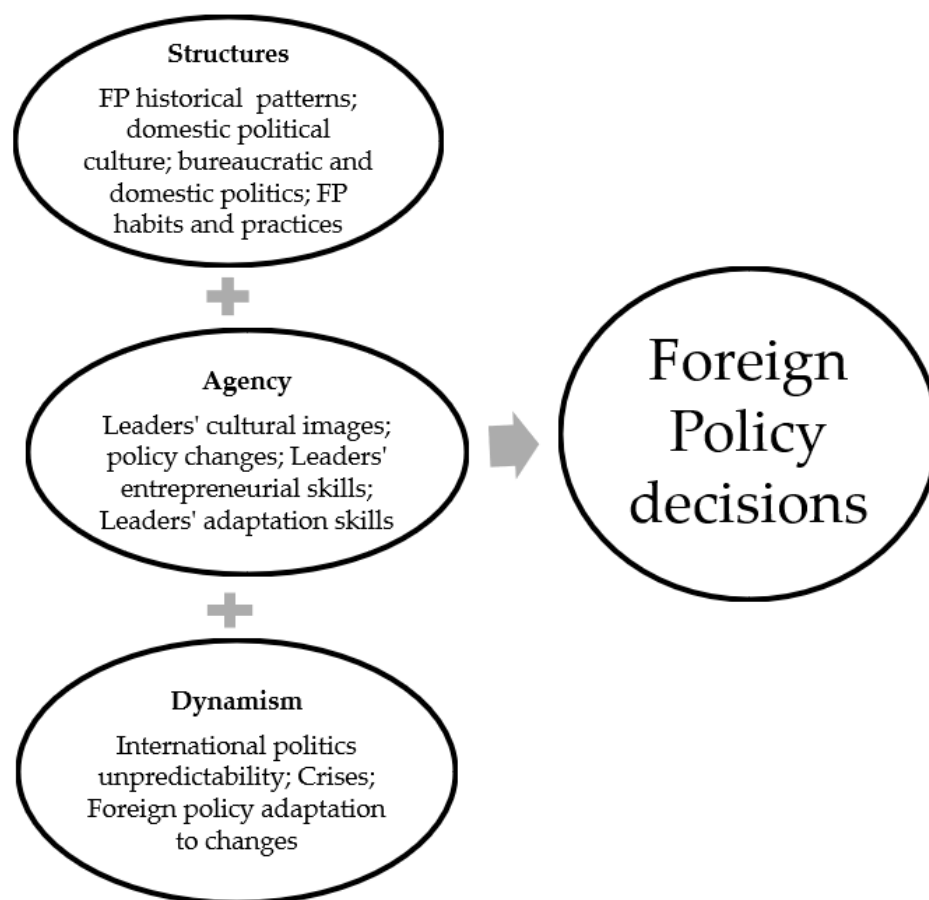 Structures
FP historical patterns;
domestic political
culture; bureaucratic and
domestic politics; FP
habits and practices
Agency
Leaders' cultural images;
policy changes; Leaders'
entrepreneurial skills;
Leaders' adaptation skills
Dynamism
International politics
unpredictability; Crises;
Foreign policy adaptation
to changes
Foreign
Policy
decisions